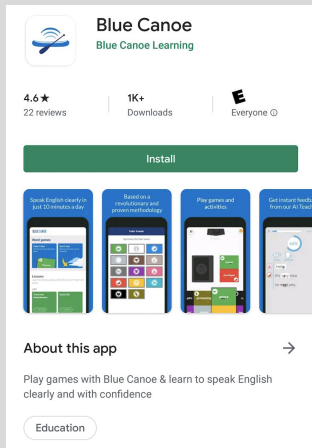 Blue Canoe
Blue Canoe Learning
4.6★
1K+
E
22 reviews
Downloads
Everyone
Install
Speak English clearly in
just 10 minutes a day
Based on a
revolutionary and
proven methodology
Play games and
activities
Get instant feedb
from our AI Teach
About this app
Play games with Blue Canoe & learn to speak English
clearly and with confidence
Education